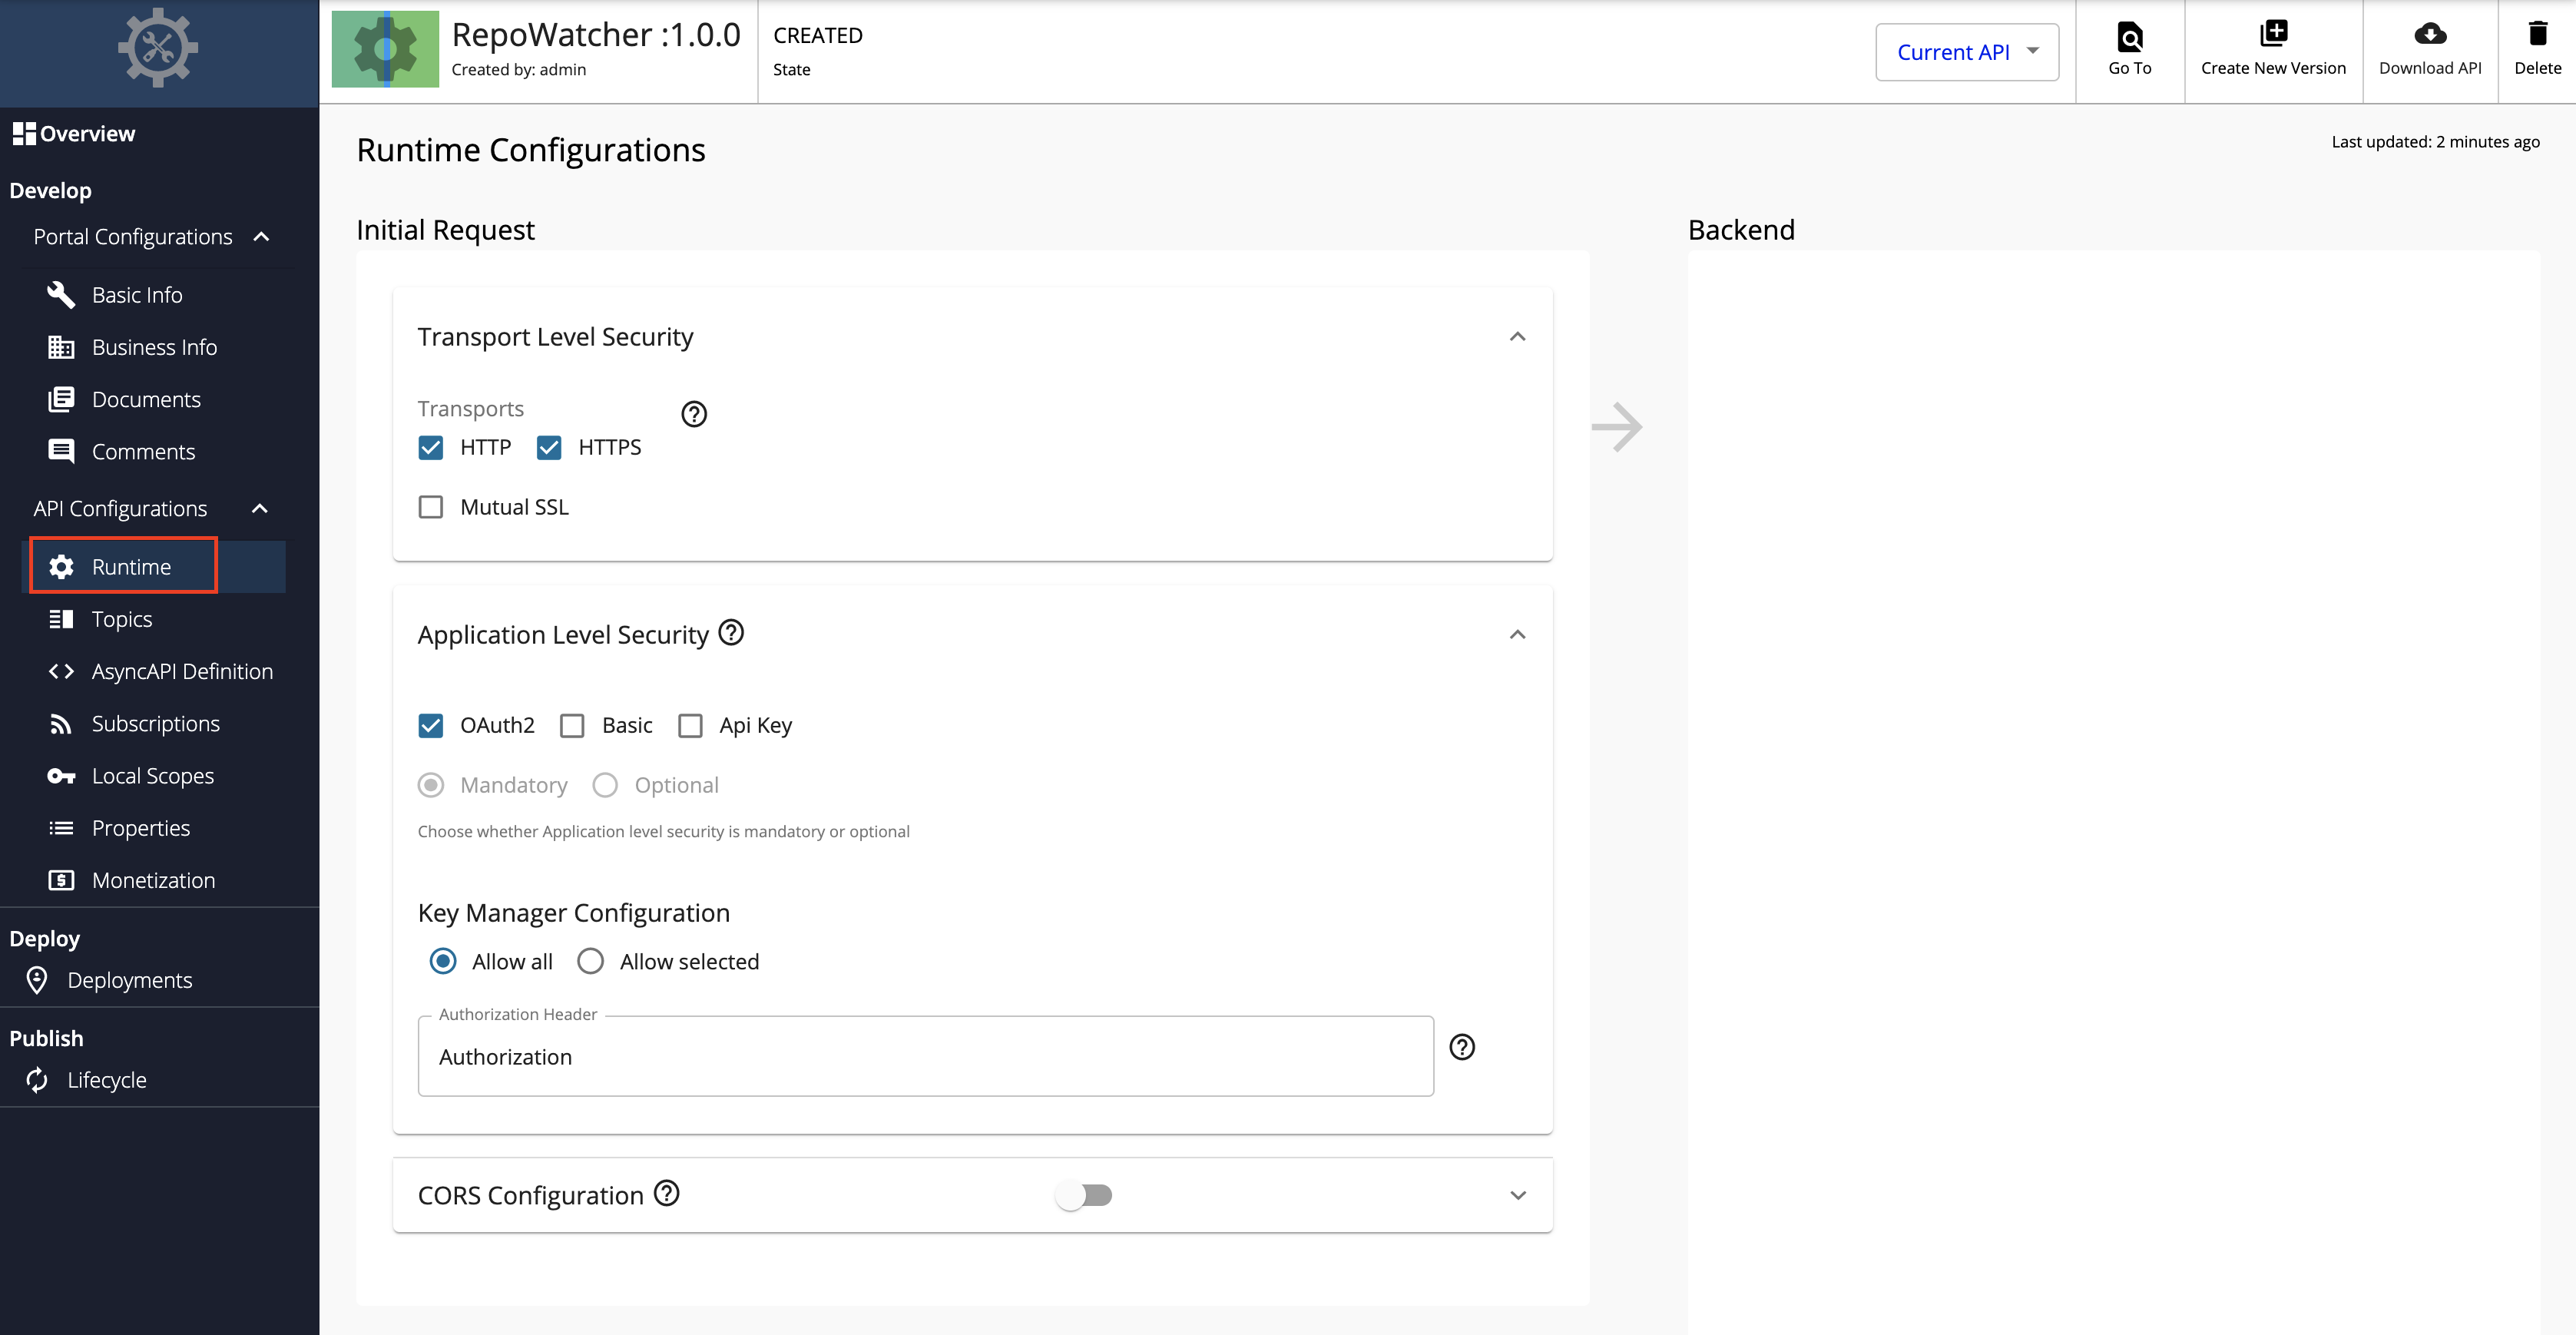 RepoWatcher :1.0.0
Created by: admin
CREATED
State
Current API
Go To
Create New Version
Download API
Delete
Overview
Develop
Portal Configurations
Basic Info
Business Info
Documents
Comments
API Configurations
Runtime
Topics
AsyncAPI Definition
Subscriptions
Local Scopes
Properties
Monetization
Deploy
Deployments
Publish
Lifecycle
Runtime Configurations
Last updated: 2 minutes ago
Initial Request
Backend
Transport Level Security
Transports
HTTP HTTPS
Mutual SSL
Application Level Security
OAuth2 Basic Api Key
Mandatory Optional
Choose whether Application level security is mandatory or optional
Key Manager Configuration
Allow all Allow selected
Authorization Header
Authorization
CORS Configuration